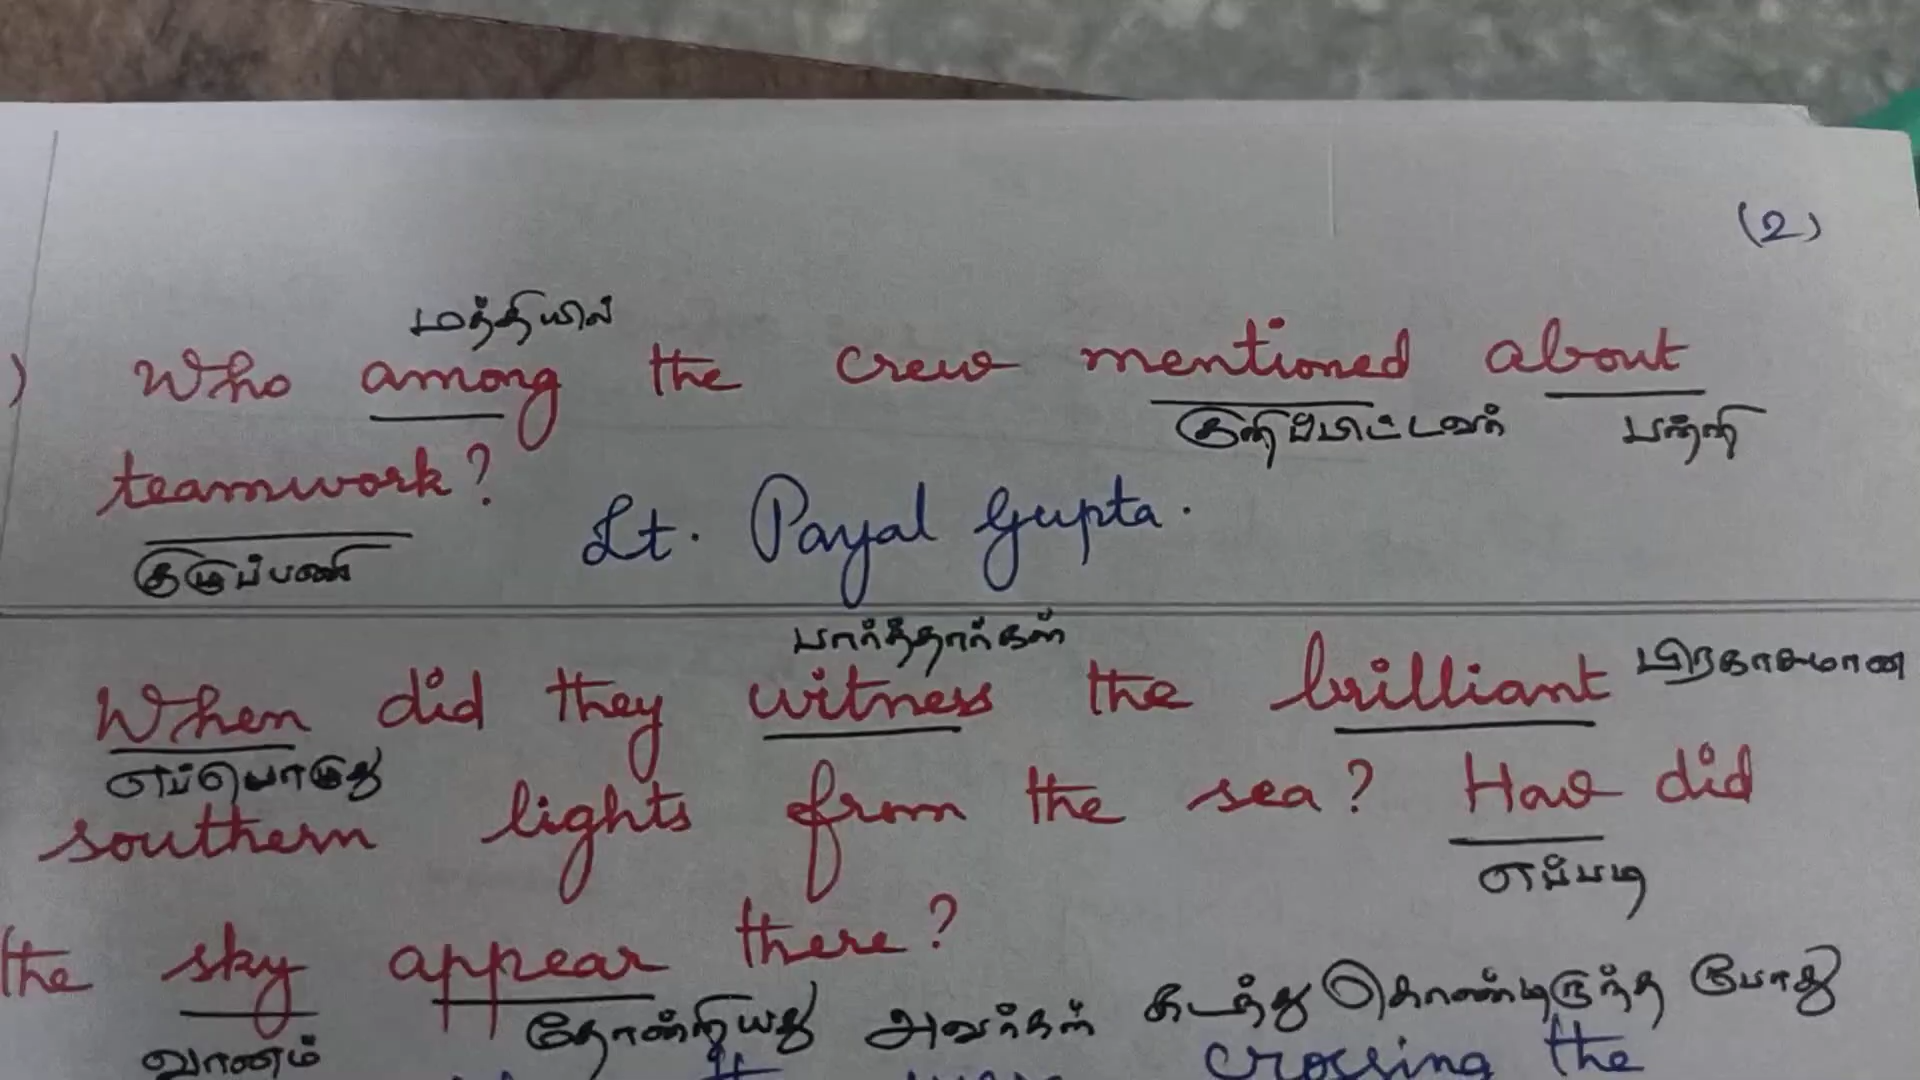 (2)
மத்தியில்
) Who among the crew mentioned about
குறிப்பிட்டவர் பற்றி
teamwork? Lt. Payal Gupta.
குழுப்பணி
பார்த்தார்கள்
When did they witness the brilliant பிரகாசமான
எப்பொழுது
southern lights from the sea? How did
எப்படி
the sky appear there?
வானம் தோன்றியது அவர்கள் கடந்து கொண்டிருந்த போது
crossing the